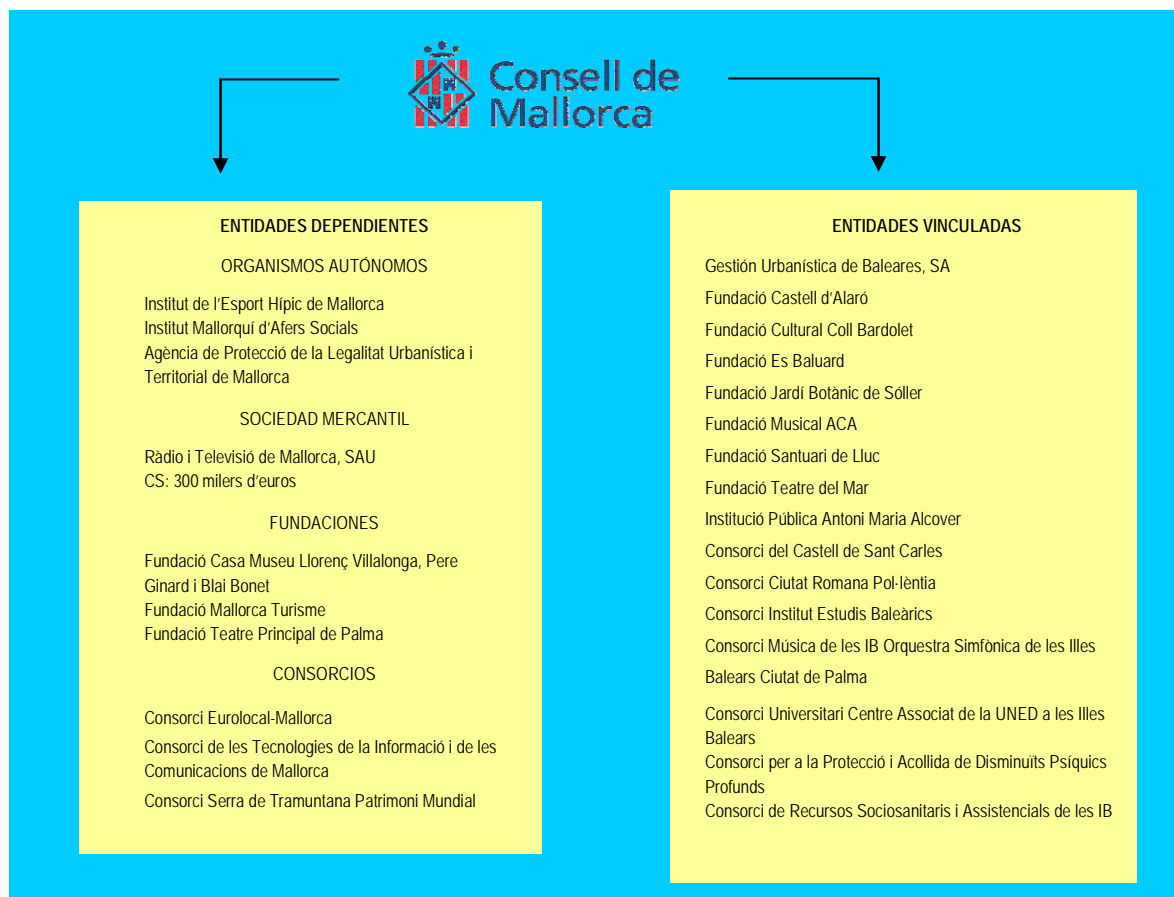 Consell de
Mallorca
ENTIDADES DEPENDIENTES
ORGANISMOS AUTÓNOMOS
Institut de l'Esport Hípic de Mallorca
Institut Mallorquí d'Afers Socials
Agència de Protecció de la Legalitat Urbanística i
Territorial de Mallorca
SOCIEDAD MERCANTIL
Ràdio i Televisió de Mallorca, SAU
CS: 300 milers d'euros
FUNDACIONES
Fundació Casa Museu Llorenç Villalonga, Pere
Ginard i Blai Bonet
Fundació Mallorca Turisme
Fundació Teatre Principal de Palma
CONSORCIOS
Consorci Eurolocal-Mallorca
Consorci de les Tecnologies de la Informació i de les
Comunicacions de Mallorca
Consorci Serra de Tramuntana Patrimoni Mundial
ENTIDADES VINCULADAS
Gestión Urbanística de Baleares, SA
Fundació Castell d'Alaró
Fundació Cultural Coll Bardolet
Fundació Es Baluard
Fundació Jardí Botànic de Sóller
Fundació Musical ACA
Fundació Santuari de Lluc
Fundació Teatre del Mar
Institució Pública Antoni Maria Alcover
Consorci del Castell de Sant Carles
Consorci Ciutat Romana Pol·lèntia
Consorci Institut Estudis Baleàrics
Consorci Música de les IB Orquestra Simfònica de les Illes
Balears Ciutat de Palma
Consorci Universitari Centre Associat de la UNED a les Illes
Balears
Consorci per a la Protecció i Acollida de Disminuïts Psíquics
Profunds
Consorci de Recursos Sociosanitaris i Assistencials de les IB